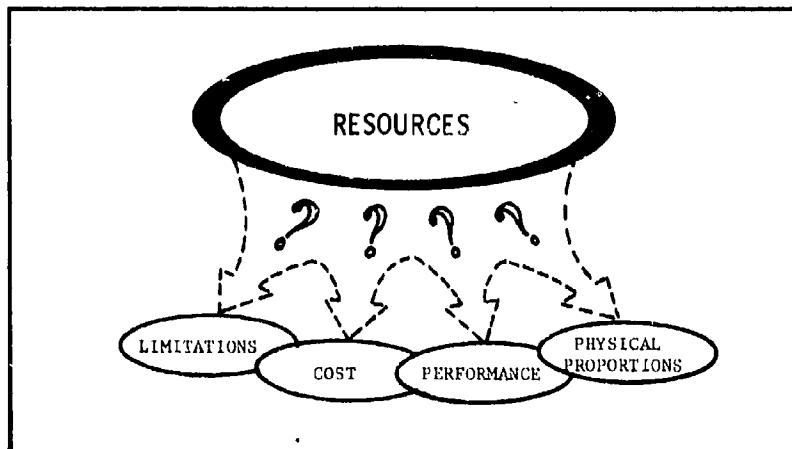 RESOURCES
? ? ? ?
LIMITATIONS
COST
PERFORMANCE
PHYSICAL
PROPORTIONS